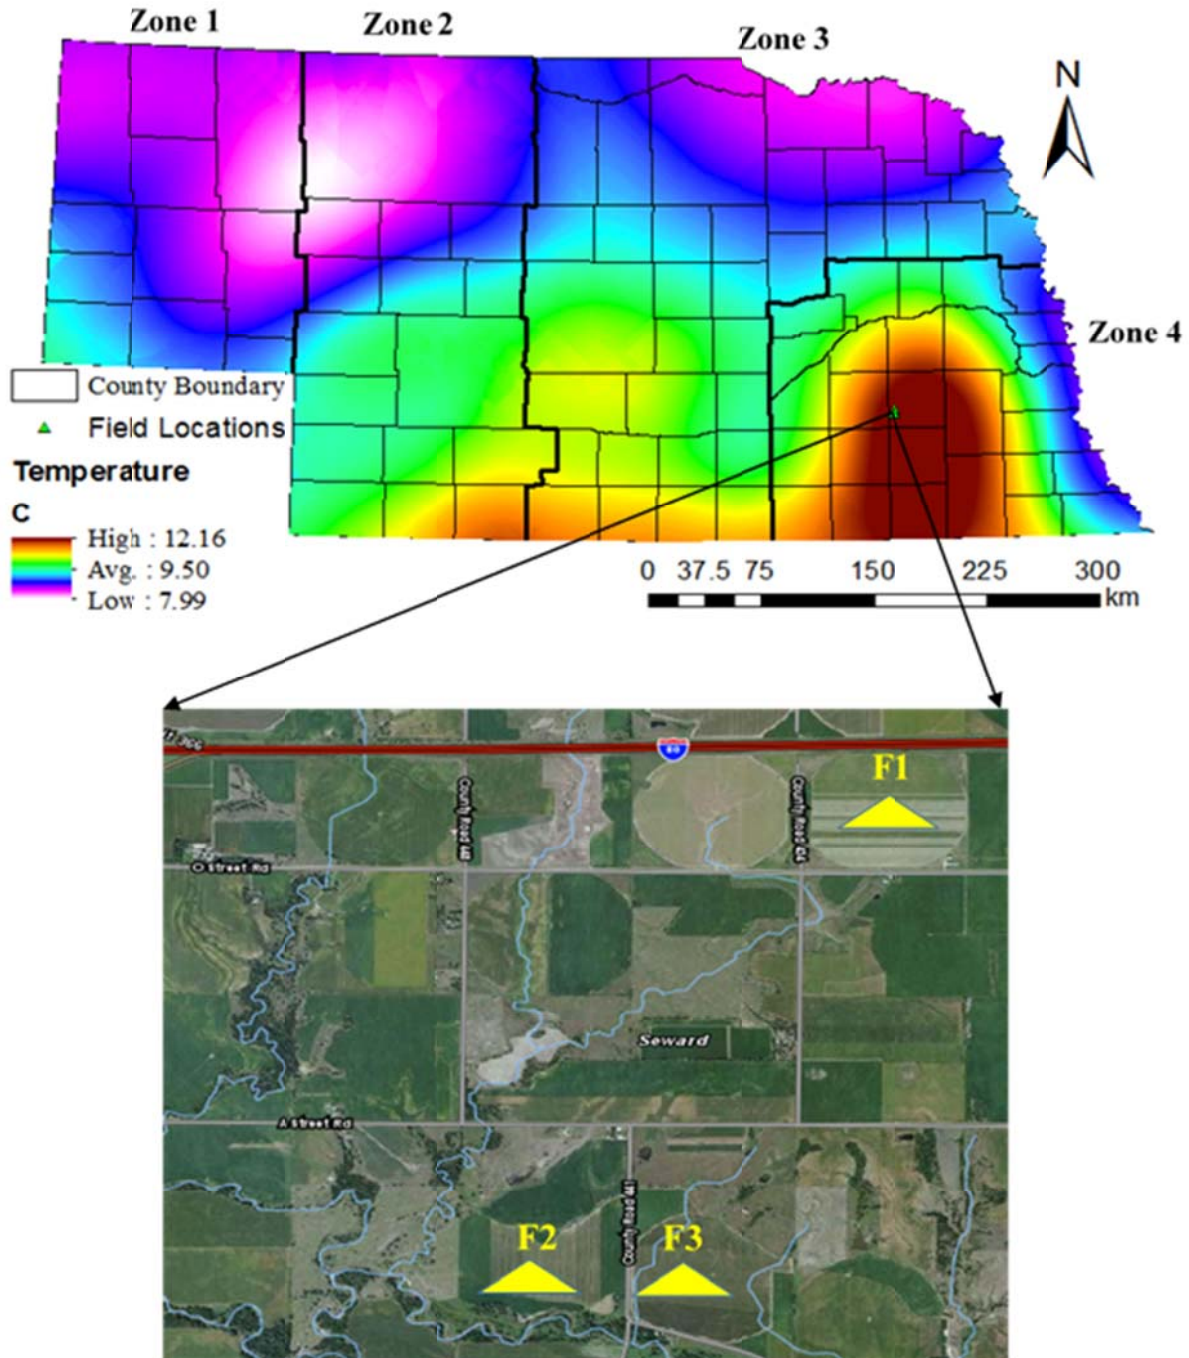 Zone 1
Zone 2
Zone 3
N
Zone 4
County Boundary
Field Locations
Temperature
C
High : 12.16
Avg. : 9.50
Low : 7.99
0 37.5 75 150 225 300
km
80
F1
O Street Rd
Seward
A Street Rd
F2
F3